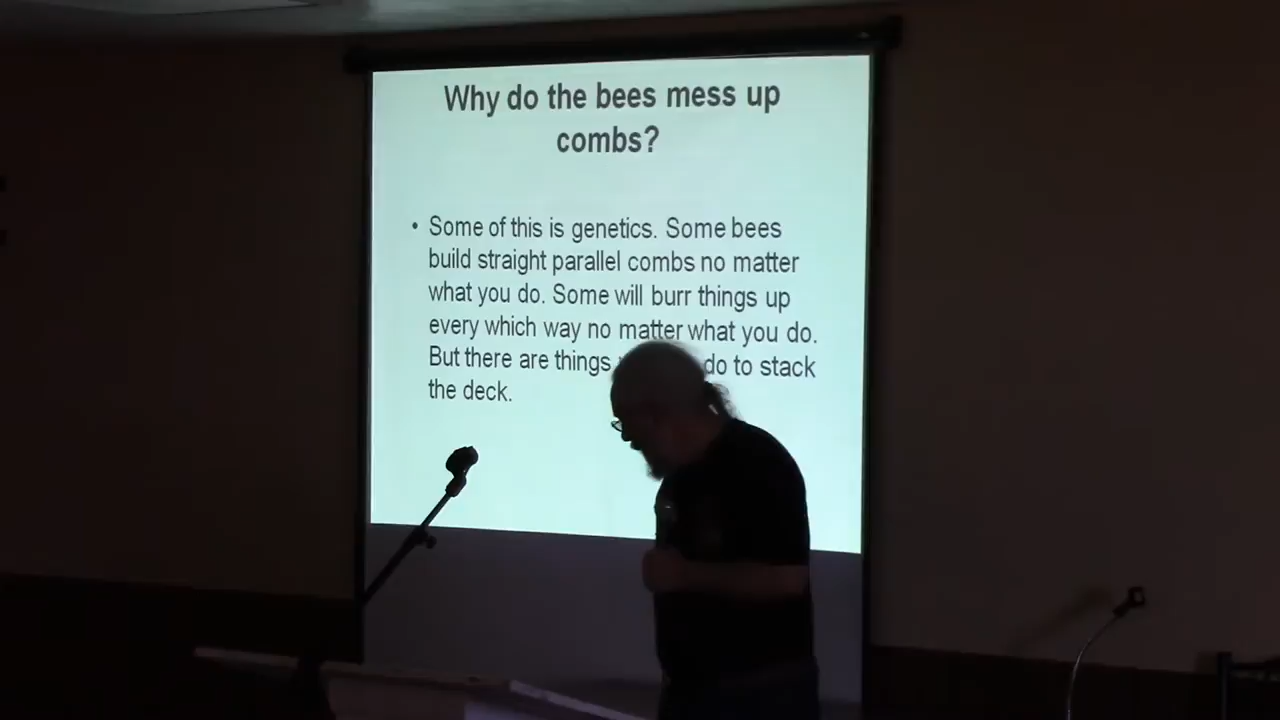 Why do the bees mess up
combs?
• Some of this is genetics. Some bees
build straight parallel combs no matter
what you do. Some will burr things up
every which way no matter what you do.
But there are things do to stack
the deck.